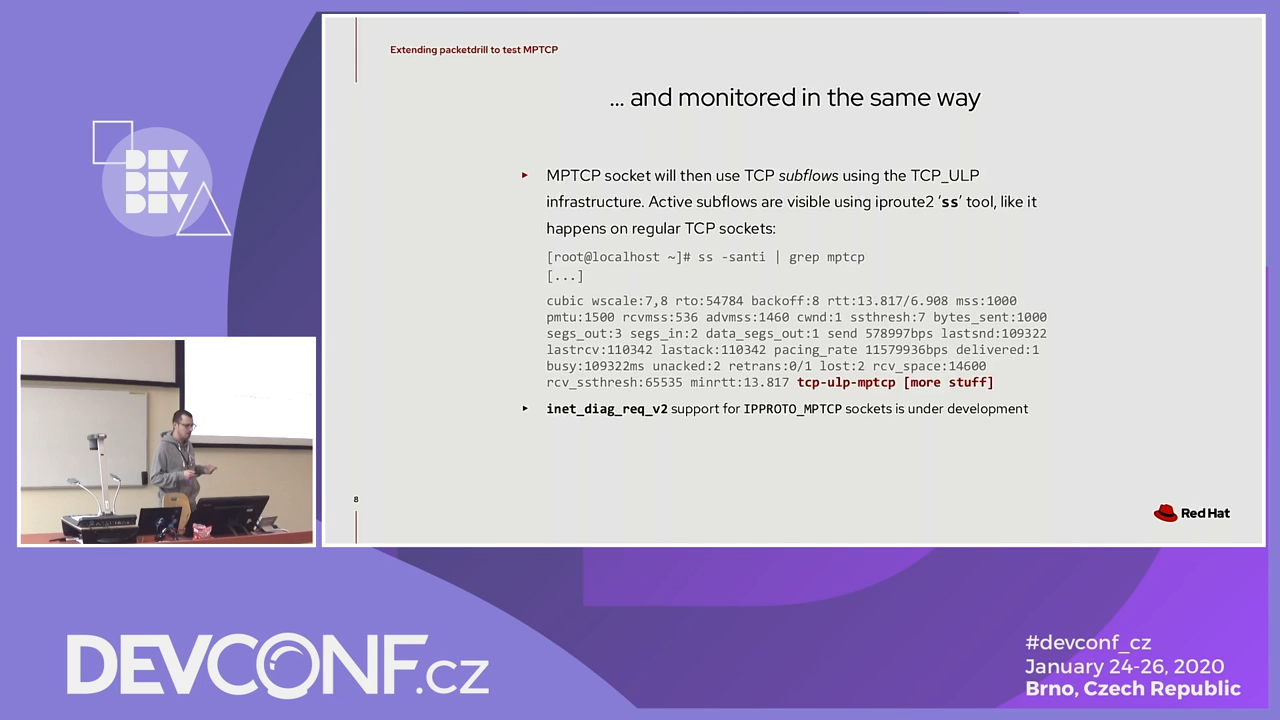 Extending packetdrill to test MPTCP
... and monitored in the same way
DEV
DEV
DEV
▸ MPTCP socket will then use TCP subflows using the TCP_ULP
infrastructure. Active subflows are visible using iproute2 ‘ss’ tool, like it
happens on regular TCP sockets:
[root@localhost ~]# ss -santi | grep mptcp
[...]
cubic wscale:7,8 rto:54784 backoff:8 rtt:13.817/6.908 mss:1000
pmtu:1500 rcvmss:536 advmss:1460 cwnd:1 ssthresh:7 bytes_sent:1000
segs_out:3 segs_in:2 data_segs_out:1 send 578997bps lastsnd:109322
lastrcv:110342 lastack:110342 pacing_rate 11579936bps delivered:1
busy:109322ms unacked:2 retrans:0/1 lost:2 rcv_space:14600
rcv_ssthresh:65535 minrtt:13.817 tcp-ulp-mptcp [more stuff]
▸ inet_diag_req_v2 support for IPPROTO_MPTCP sockets is under development
8
Red Hat
DEVCONF.cz
#devconf_cz
January 24-26, 2020
Brno, Czech Republic